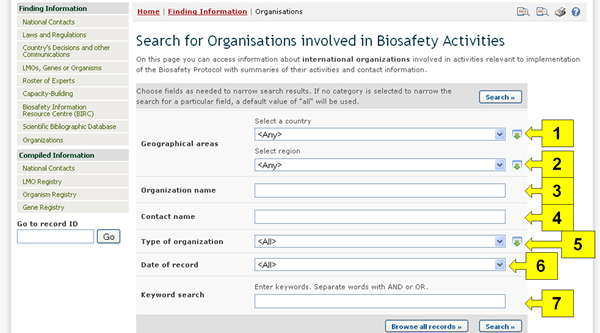 Finding Information
National Contacts
Laws and Regulations
Country's Decisions and other
Communications
LMOs, Genes or Organisms
Roster of Experts
Capacity-Building
Biosafety Information
Resource Centre (BIRC)
Scientific Bibliographic Database
Organizations
Compiled Information
National Contacts
LMO Registry
Organism Registry
Gene Registry
Go to record ID
Go
Home | Finding Information | Organisations
Search for Organisations involved in Biosafety Activities
On this page you can access information about international organizations involved in activities relevant to implementation
of the Biosafety Protocol with summaries of their activities and contact information.
Choose fields as needed to narrow search results. If no category is selected to narrow the
search for a particular field, a default value of "all" will be used.
Search »
Geographical areas
Select a country
<Any>
1
Select region
<Any>
2
Organization name
3
Contact name
4
Type of organization
<All>
5
Date of record
<All>
6
Keyword search
Enter keywords. Separate words with AND or OR.
7
Browse all records »
Search »